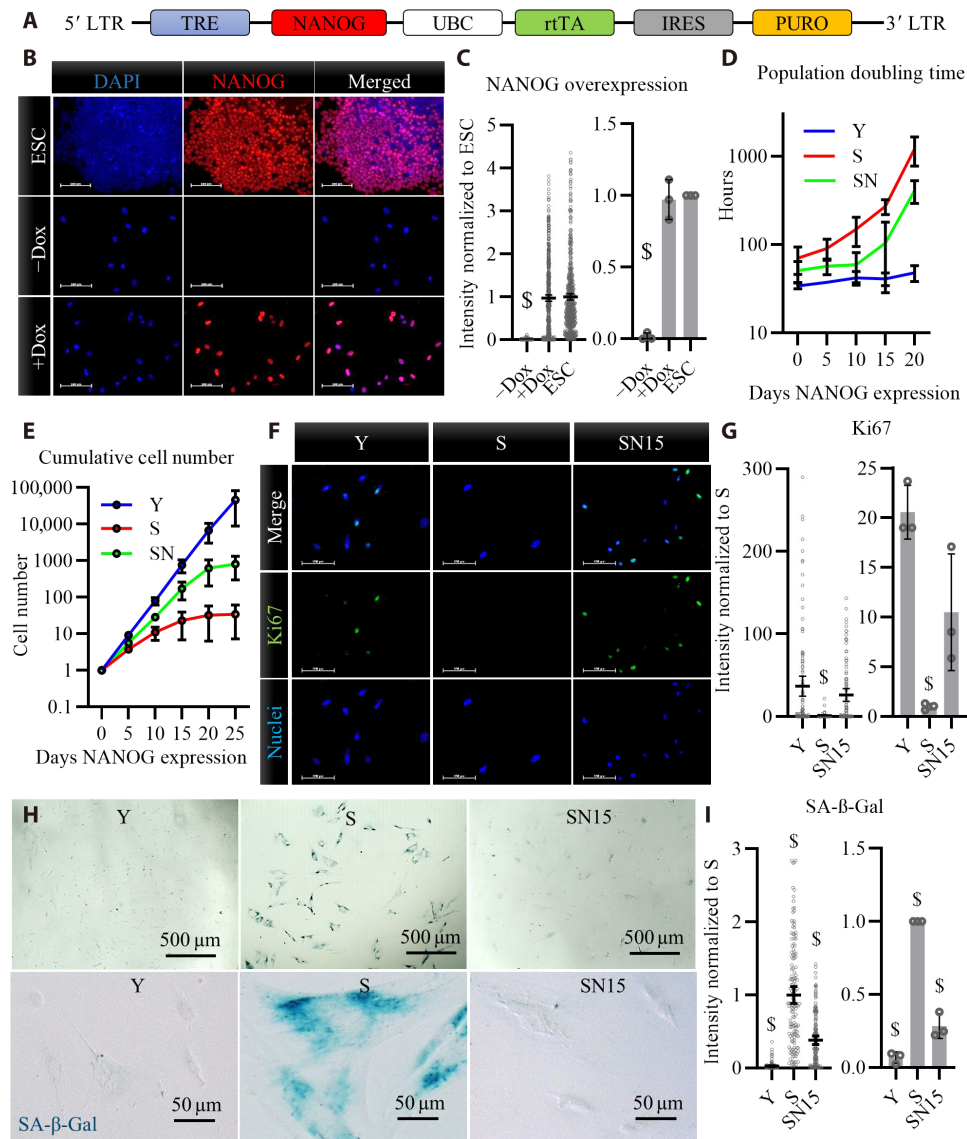 A
5′ LTR TRE NANOG UBC rtTA IRES PURO 3′ LTR
B
DAPI NANOG Merged
ESC
−Dox
+Dox
C
NANOG overexpression
Intensity normalized to ESC
5
4
3
2
1
0
$
−Dox
+Dox
ESC
1.5
1.0
0.5
0.0
$
−Dox
+Dox
ESC
D
Population doubling time
Y
S
SN
Hours
1000
100
10
0 5 10 15 20
Days NANOG expression
E
Cumulative cell number
Y
S
SN
Cell number
100,000
10,000
1000
100
10
1
0.1
0 5 10 15 20 25
Days NANOG expression
F
Y S SN15
Merge
Ki67
Nuclei
G
Ki67
Intensity normalized to S
300
200
100
0
$
Y
S
SN15
25
20
15
10
5
0
$
Y
S
SN15
H
Y S SN15
500 μm 500 μm 500 μm
Y S SN15
50 μm 50 μm 50 μm
SA-β-Gal
I
SA-β-Gal
Intensity normalized to S
3
2
1
0
$ $ $
Y
S
SN15
1.5
1.0
0.5
0.0
$ $ $
Y
S
SN15